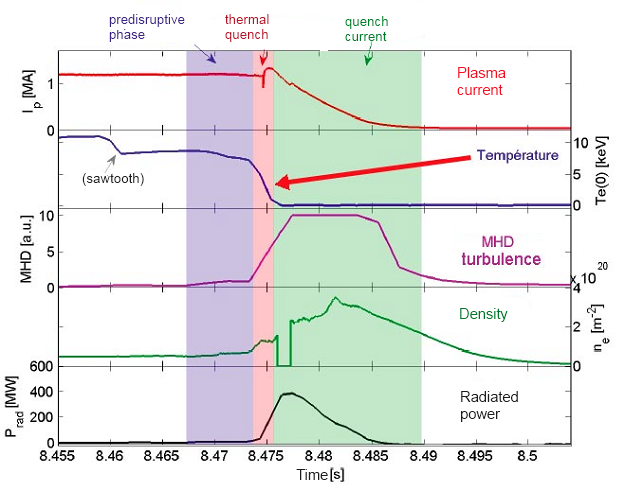 predisruptive
phase
thermal
quench
quench
current
Ip [MA]
1
0
Plasma
current
(sawtooth)
Température
10
5
0
Te(0) [keV]
MHD [a.u.]
10
5
0
MHD
turbulence
x 10 20
Density
4
2
0
ne [m-2]
Prad [MW]
600
400
200
0
Radiated
power
8.455 8.46 8.465 8.47 8.475 8.48 8.485 8.49 8.495 8.5
Time [s]